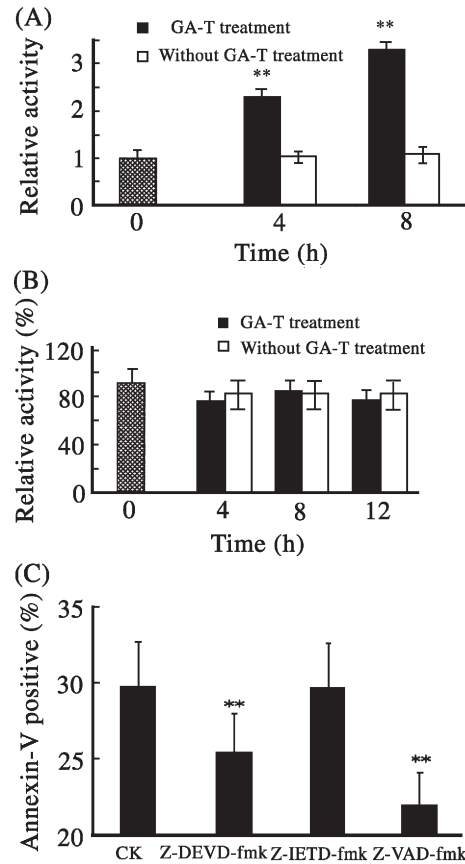 (A)
GA-T treatment
Without GA-T treatment
**
**
Relative activity
3
2
1
0
0 4 8
Time (h)
(B)
GA-T treatment
Without GA-T treatment
Relative activity (%)
120
80
40
0
0 4 8 12
Time (h)
(C)
Annexin-V positive (%)
35
30
25
20
**
**
CK Z-DEVD-fmk Z-IETD-fmk Z-VAD-fmk